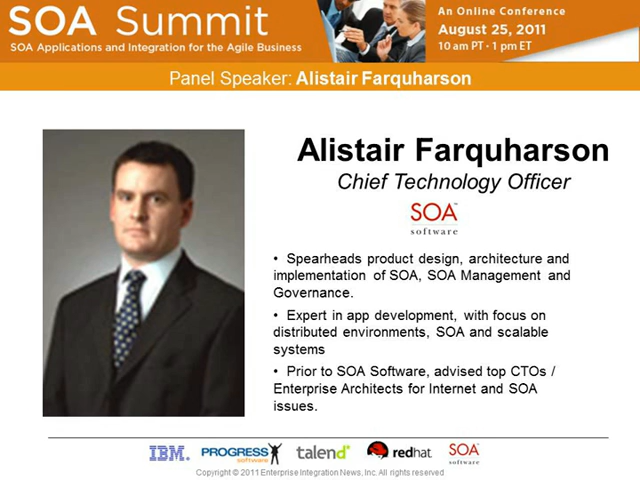 SOA Summit
SOA Applications and Integration for the Agile Business
An Online Conference
August 25, 2011
10 am PT - 1 pm ET
Panel Speaker: Alistair Farquharson
Alistair Farquharson
Chief Technology Officer
SOA™
software
• Spearheads product design, architecture and
implementation of SOA, SOA Management and
Governance.
• Expert in app development, with focus on
distributed environments, SOA and scalable
systems
• Prior to SOA Software, advised top CTOs /
Enterprise Architects for Internet and SOA
issues.
IBM. PROGRESS software talend redhat. SOA™ software
Copyright © 2011 Enterprise Integration News, Inc. All rights reserved